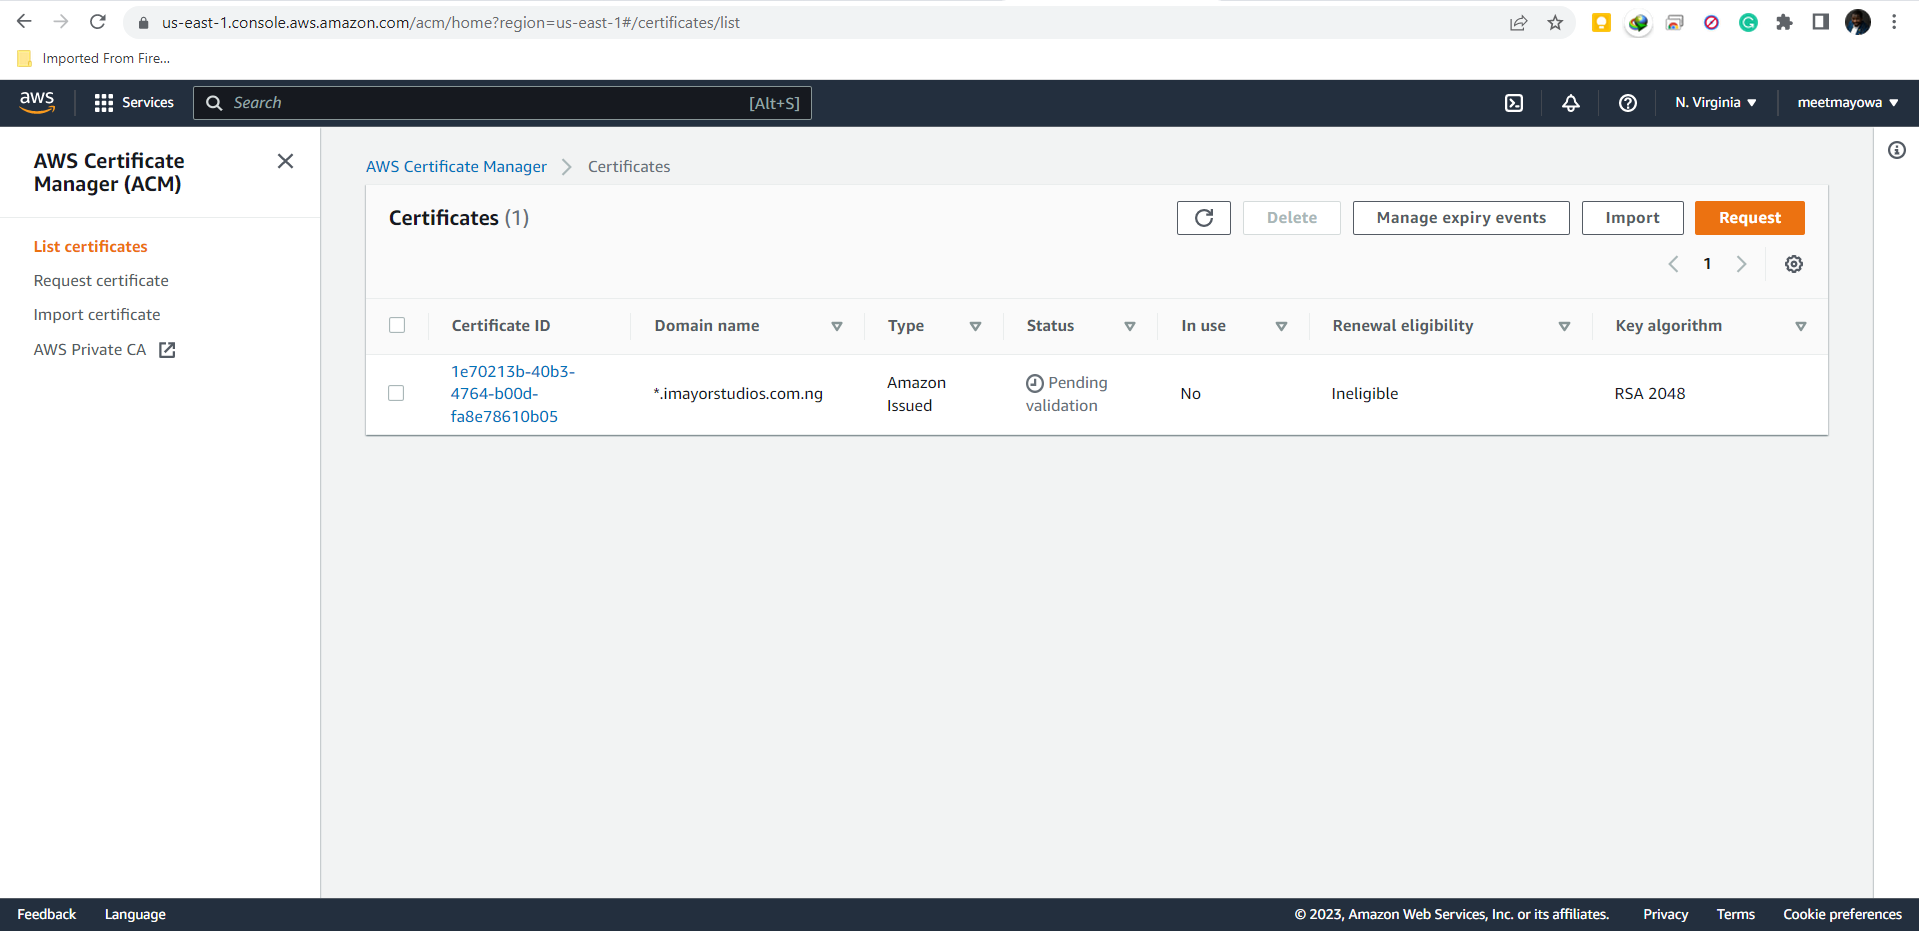 us-east-1.console.aws.amazon.com/acm/home?region=us-east-1#/certificates/list
Imported From Fire...
aws
Services
Search
[Alt+S]
N. Virginia
meetmayowa
AWS Certificate
Manager (ACM)
List certificates
Request certificate
Import certificate
AWS Private CA
AWS Certificate Manager > Certificates
Certificates (1)
Delete
Manage expiry events
Import
Request
1
Certificate ID
Domain name
Type
Status
In use
Renewal eligibility
Key algorithm
1e70213b-40b3-
4764-b00d-
fa8e78610b05
*.imayorstudios.com.ng
Amazon
Issued
Pending
validation
No
Ineligible
RSA 2048
Feedback
Language
© 2023, Amazon Web Services, Inc. or its affiliates.
Privacy
Terms
Cookie preferences